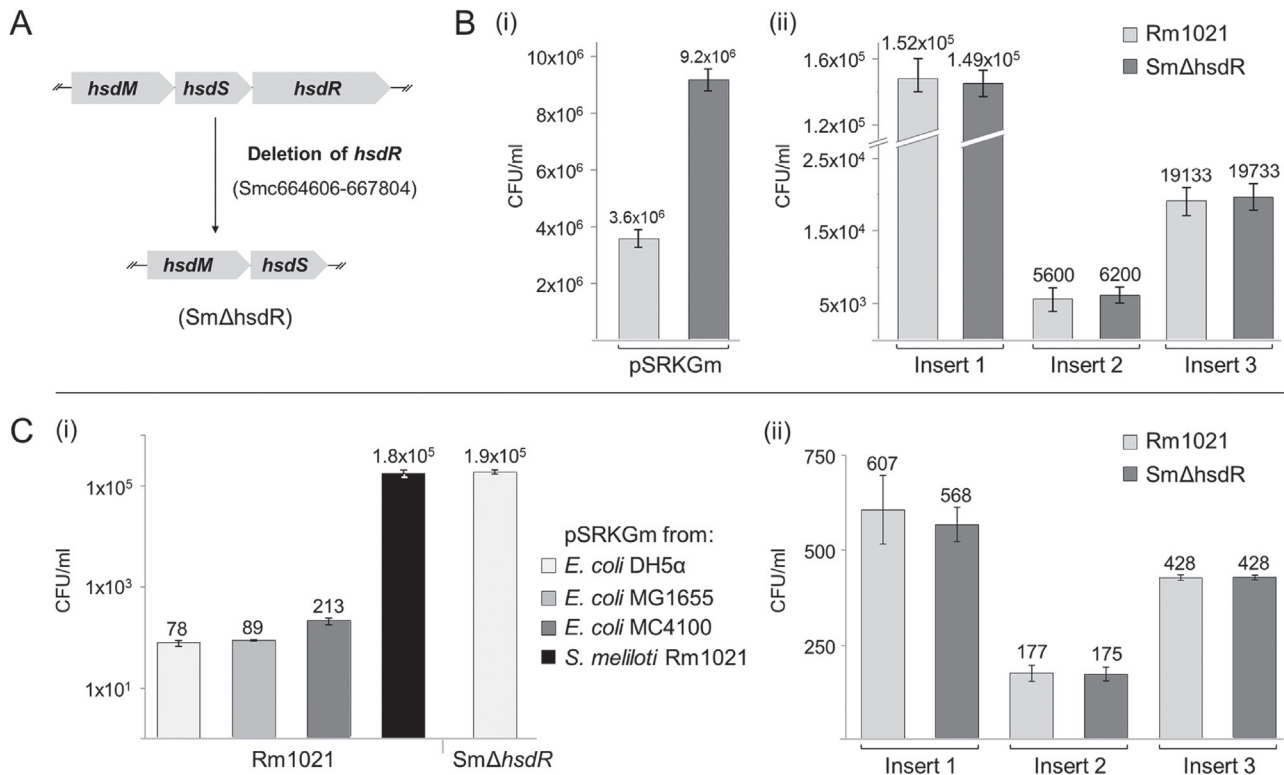 A
hsdM hsdS hsdR
Deletion of hsdR
(Smc664606-667804)
hsdM hsdS
(SmΔhsdR)
B (i)
CFU/ml
10x10⁶
8x10⁶
6x10⁶
4x10⁶
2x10⁶
3.6x10⁶
9.2x10⁶
pSRKGm
(ii)
Rm1021
SmΔhsdR
CFU/ml
1.6x10⁵
1.2x10⁵
2.5x10⁴
1.5x10⁴
5x10³
1.52x10⁵ 1.49x10⁵
5600 6200
19133 19733
Insert 1 Insert 2 Insert 3
C (i)
CFU/ml
1x10⁵
1x10³
1x10¹
78 89 213 1.8x10⁵ 1.9x10⁵
Rm1021 SmΔhsdR
pSRKGm from:
E. coli DH5α
E. coli MG1655
E. coli MC4100
S. meliloti Rm1021
(ii)
Rm1021
SmΔhsdR
CFU/ml
750
500
250
607 568
177 175
428 428
Insert 1 Insert 2 Insert 3